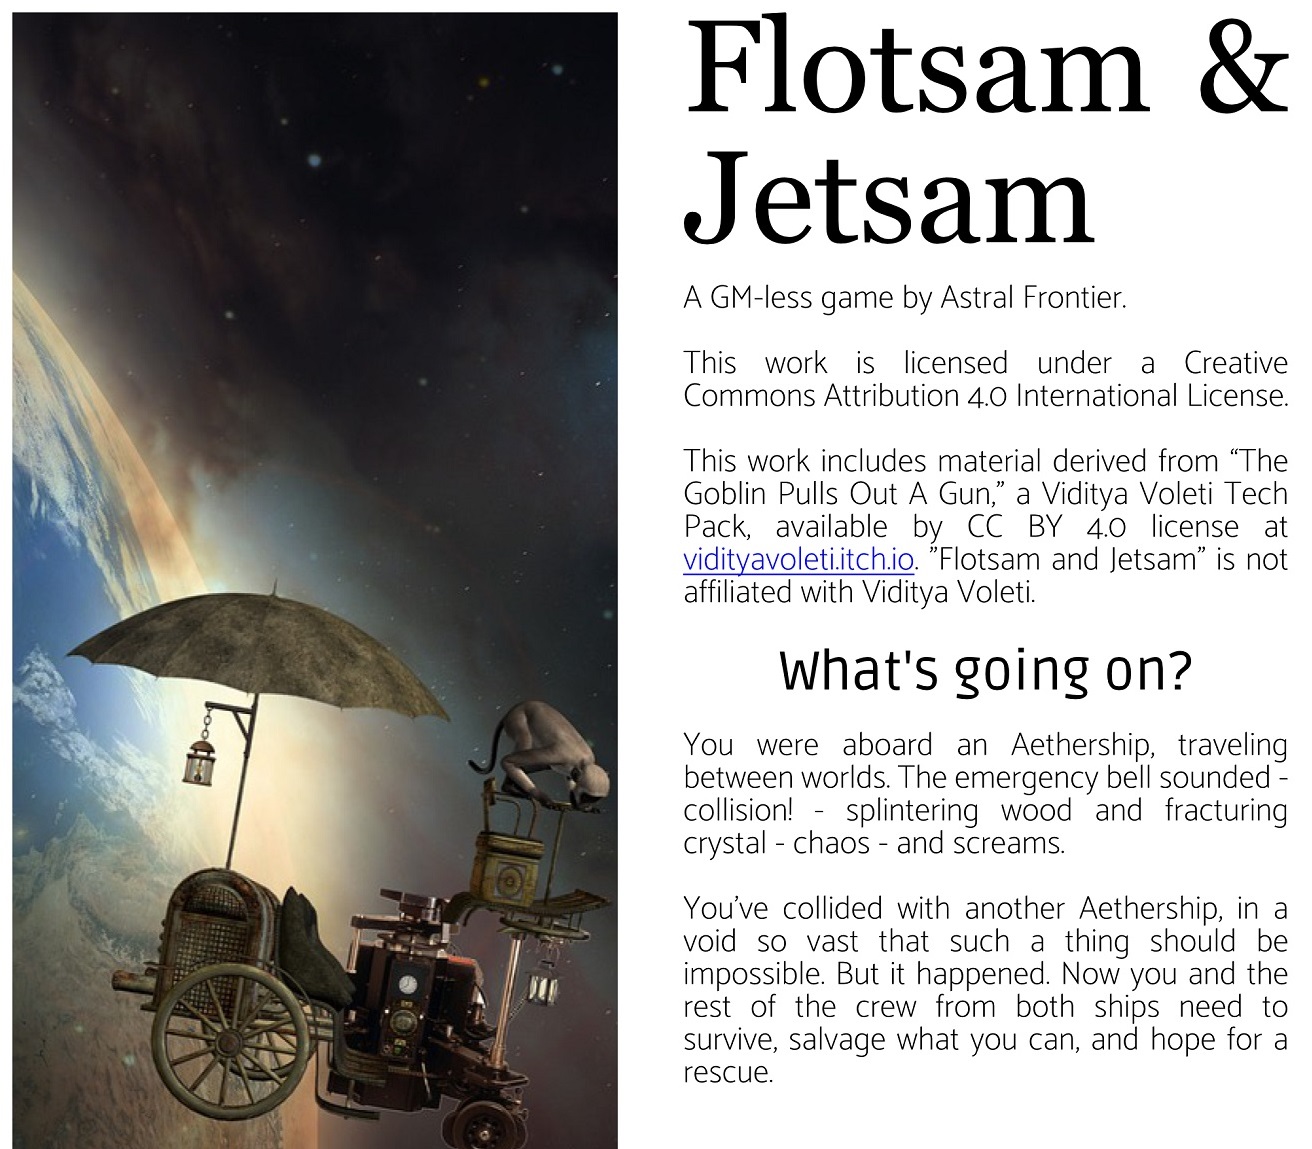 Flotsam &
Jetsam
A GM-less game by Astral Frontier.
This work is licensed under a Creative
Commons Attribution 4.0 International License.
This work includes material derived from “The
Goblin Pulls Out A Gun,” a Viditya Voleti Tech
Pack, available by CC BY 4.0 license at
vidityavoleti.itch.io. ”Flotsam and Jetsam” is not
affiliated with Viditya Voleti.
What's going on?
You were aboard an Aethership, traveling
between worlds. The emergency bell sounded -
collision! - splintering wood and fracturing
crystal - chaos - and screams.
You’ve collided with another Aethership, in a
void so vast that such a thing should be
impossible. But it happened. Now you and the
rest of the crew from both ships need to
survive, salvage what you can, and hope for a
rescue.